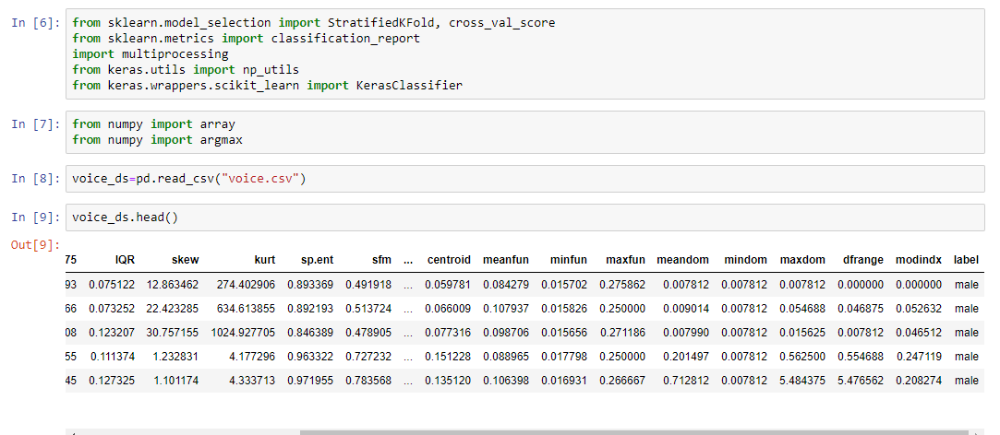 In [6]: from sklearn.model_selection import StratifiedKFold, cross_val_score
from sklearn.metrics import classification_report
import multiprocessing
from keras.utils import np_utils
from keras.wrappers.scikit_learn import KerasClassifier
In [7]: from numpy import array
from numpy import argmax
In [8]: voice_ds=pd.read_csv("voice.csv")
In [9]: voice_ds.head()
Out[9]:
75 IQR skew kurt sp.ent sfm ... centroid meanfun minfun maxfun meandom mindom maxdom dfrange modindx label
93 0.075122 12.863462 274.402906 0.893369 0.491918 ... 0.059781 0.084279 0.015702 0.275862 0.007812 0.007812 0.007812 0.000000 0.000000 male
66 0.073252 22.423285 634.613855 0.892193 0.513724 ... 0.066009 0.107937 0.015826 0.250000 0.009014 0.007812 0.054688 0.046875 0.052632 male
08 0.123207 30.757155 1024.927705 0.846389 0.478905 ... 0.077316 0.098706 0.015656 0.271186 0.007990 0.007812 0.015625 0.007812 0.046512 male
55 0.111374 1.232831 4.177296 0.963322 0.727232 ... 0.151228 0.088965 0.017798 0.250000 0.201497 0.007812 0.562500 0.554688 0.247119 male
45 0.127325 1.101174 4.333713 0.971955 0.783568 ... 0.135120 0.106398 0.016931 0.266667 0.712812 0.007812 5.484375 5.476562 0.208274 male